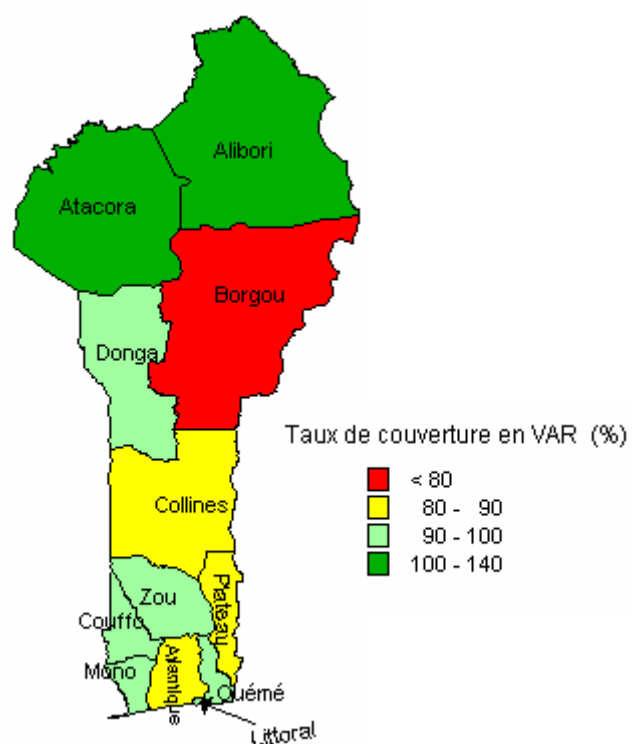 Alibori
Atacora
Borgou
Donga
Taux de couverture en VAR (%)
< 80
80 - 90
90 - 100
100 - 140
Collines
Zou
Plateau
Couffo
Mono
Atlantique
Ouémé
Littoral